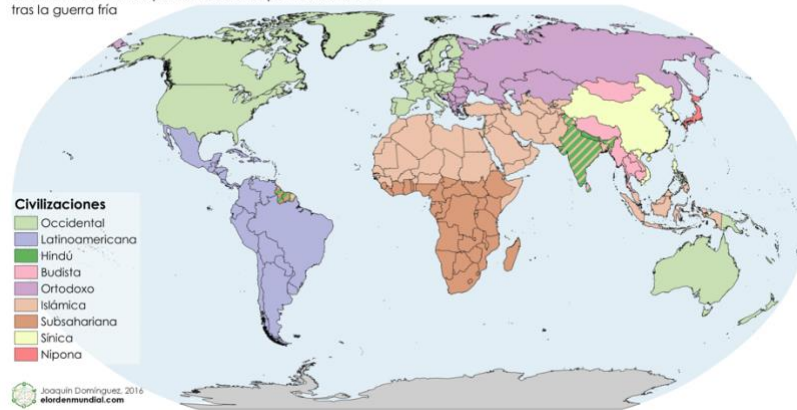 tras la guerra fría
Civilizaciones
Occidental
Latinoamericana
Hindú
Budista
Ortodoxo
Islámica
Subsahariana
Sínica
Nipona
Joaquín Domínguez, 2016
elordenmundial.com